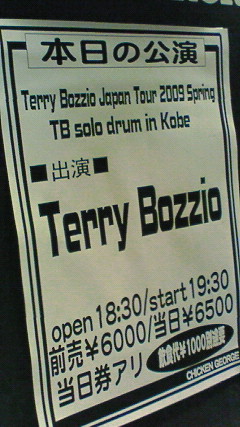 本日の公演
Terry Bozzio Japan Tour 2009 Spring
TB solo drum in Kobe
■出演■
Terry Bozzio
open 18:30/start 19:30
前売¥6000/当日¥6500
当日券アリ 飲食代¥1000別途要
CHICKEN GEORGE